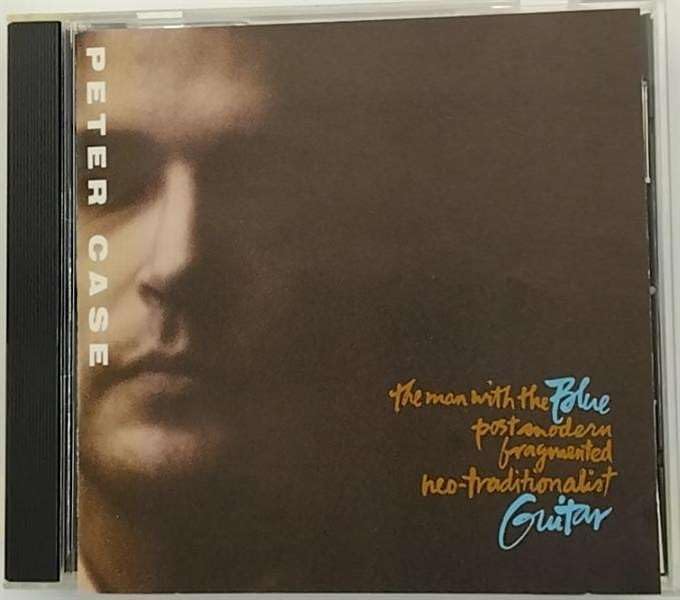 PETER CASE
the man with the Blue
post modern
fragmented
neo-traditionalist
Guitar